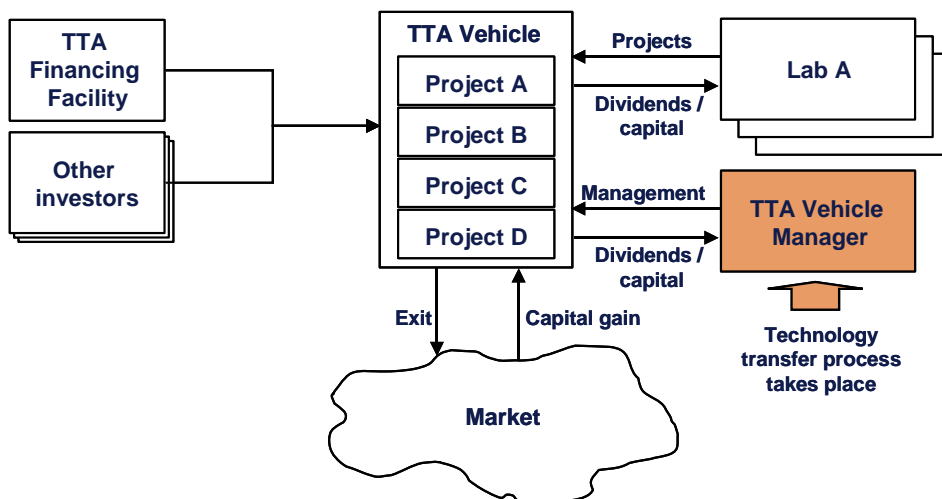 TTA
Financing
Facility
Other
investors
TTA Vehicle
Project A
Project B
Project C
Project D
Projects
Dividends /
capital
Lab A
Management
Dividends /
capital
TTA Vehicle
Manager
Technology
transfer process
takes place
Exit
Capital gain
Market